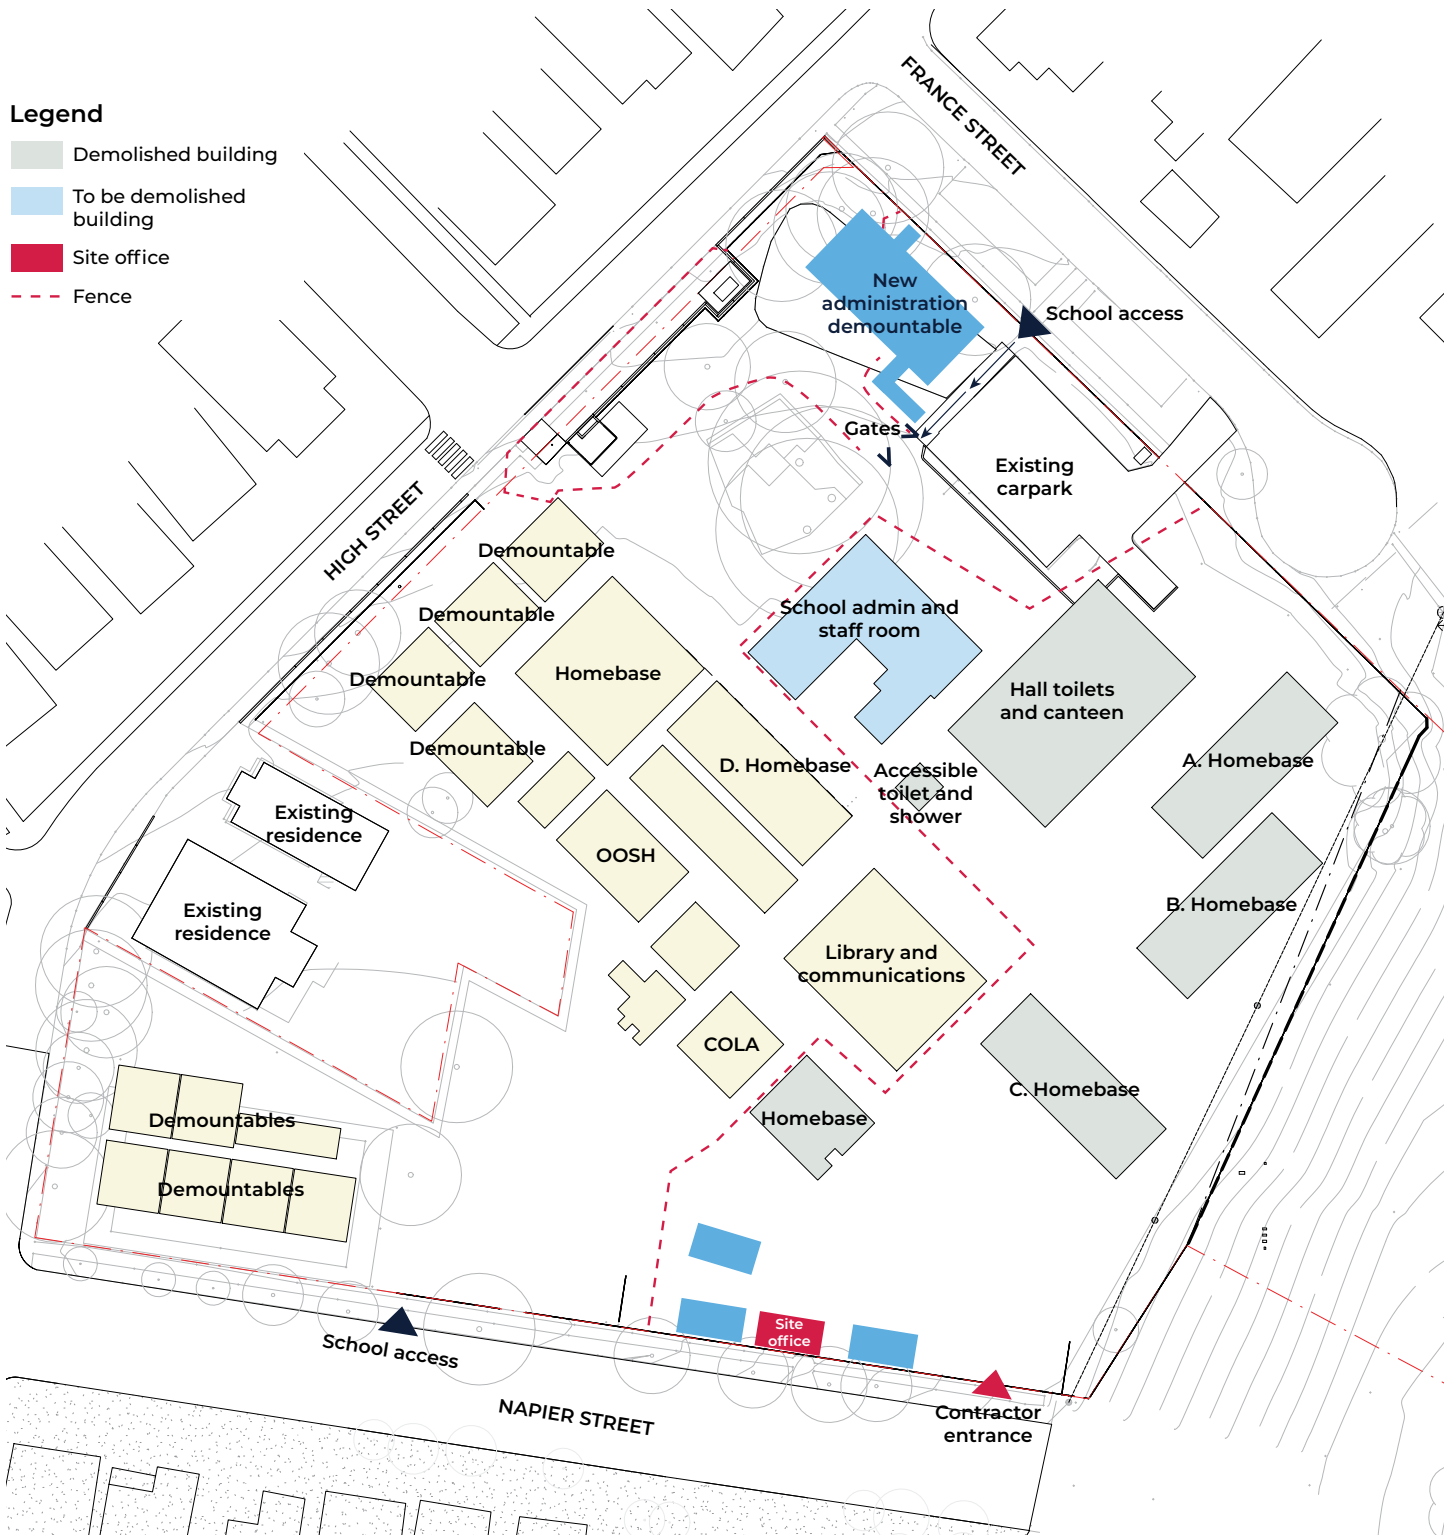 FRANCE STREET
Legend
Demolished building
To be demolished
building
Site office
Fence
New
administration
demountable
School access
Gates
Existing
carpark
HIGH STREET
Demountable
Demountable
Demountable
Demountable
Homebase
School admin and
staff room
Hall toilets
and canteen
D. Homebase
Accessible
toilet and
shower
A. Homebase
B. Homebase
C. Homebase
Existing
residence
Existing
residence
OOSH
Library and
communications
COLA
Homebase
Demountables
Demountables
Site
office
School access
NAPIER STREET
Contractor
entrance